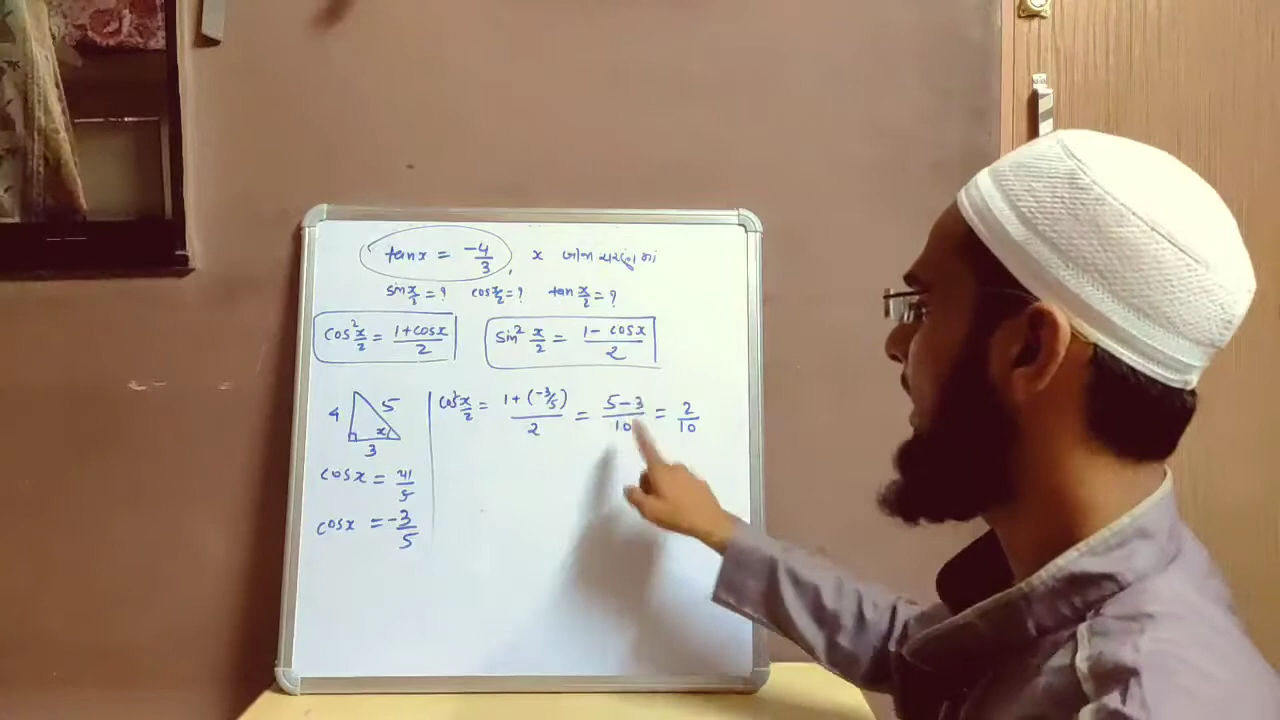 tan x = -4/3 , x બીજા ચરણમાં
sin x/2 = ? cos x/2 = ? tan x/2 = ?
cos² x/2 = 1+cosx/2 sin² x/2 = 1- cosx/2
4 5 x 3
cos² x/2 = 1 + (-3/5)/2 = 5-3/10 = 2/10
cos x = 4/5
cos x = -3/5